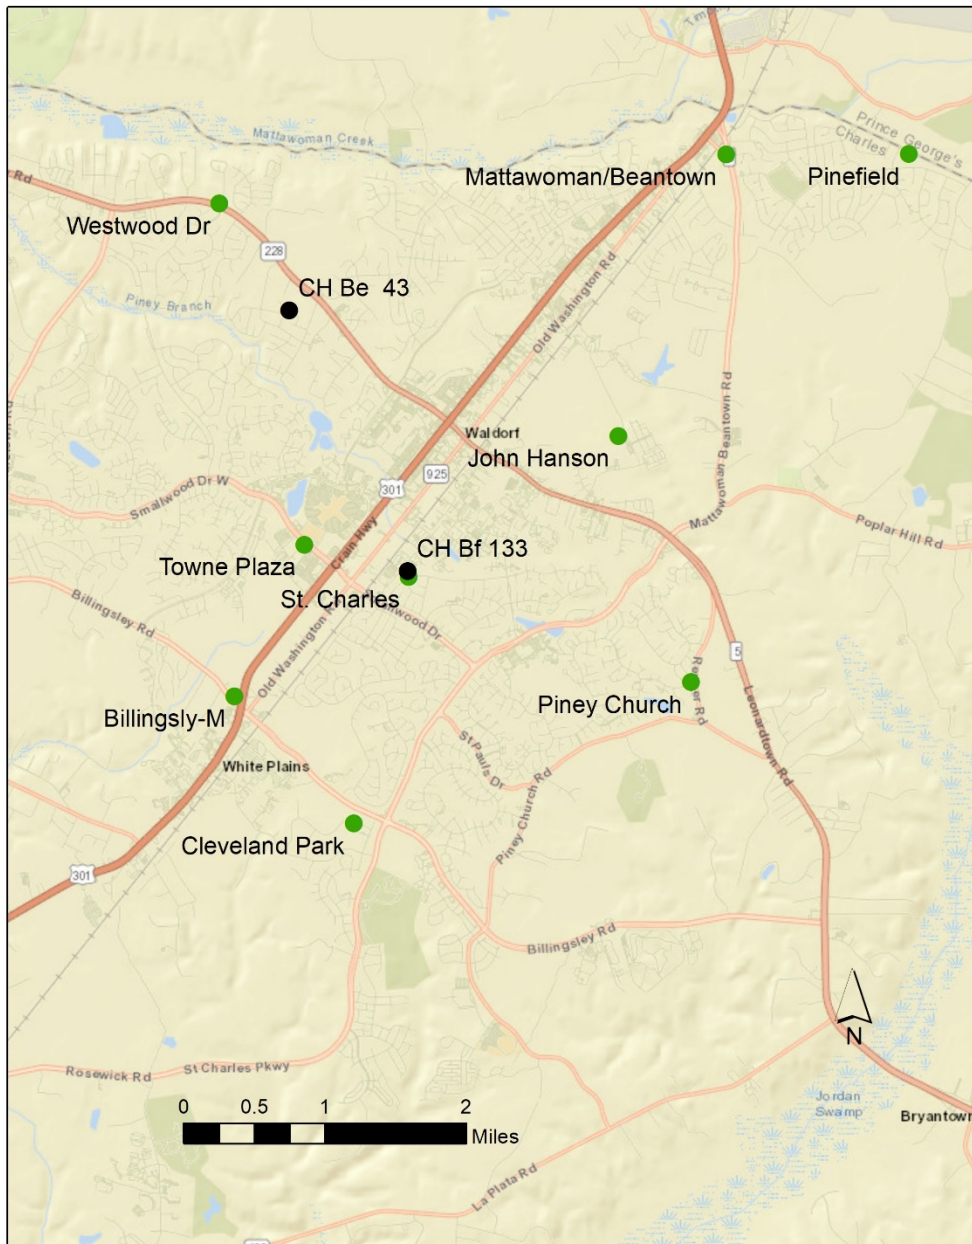 Mattawoman Creek
Prince George's
Charles
Mattawoman/Beantown
Pinefield
Rd
Westwood Dr
228
CH Be 43
Piney Branch
Old Washington Rd
Waldorf
John Hanson
925
301
Mattawoman Beantown Rd
Smallwood Dr W
Crain Hwy
Poplar Hill Rd
Towne Plaza
CH Bf 133
St. Charles
Billingsley Rd
Old Washington R
llwood Dr
5
Piney Church
Leonardtown Rd
Billingsly-M
White Plains
St Pauls Dr
Piney Church Rd
Cleveland Park
301
Billingsley Rd
N
Rosewick Rd
St Charles Pkwy
0 0.5 1 2
Miles
Jordan
Swamp
Bryantown
La Plata Rd